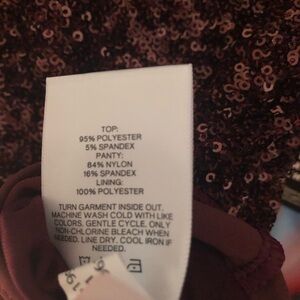 TOP:
95% POLYESTER
5% SPANDEX
PANTY:
84% NYLON
16% SPANDEX
LINING:
100% POLYESTER
TURN GARMENT INSIDE OUT.
MACHINE WASH COLD WITH LIKE
COLORS. GENTLE CYCLE. ONLY
NON-CHLORINE BLEACH WHEN
NEEDED. LINE DRY. COOL IRON IF
NEEDED.